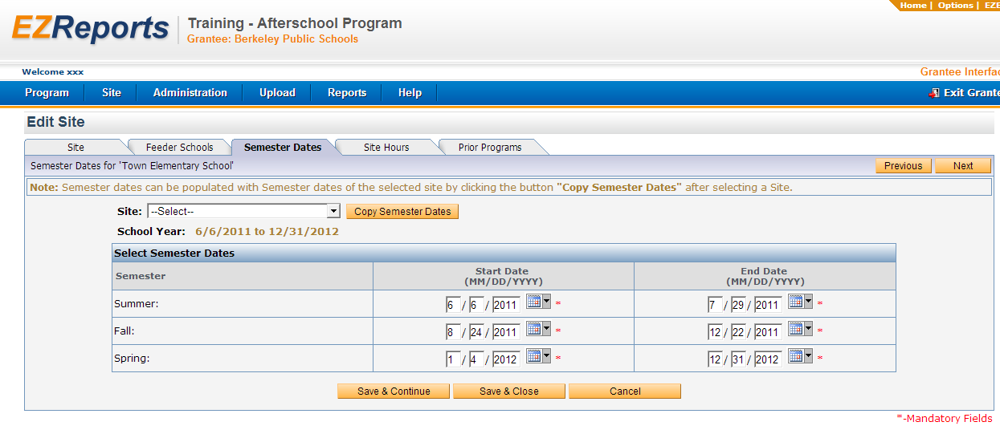 Home | Options | EZ
EZReports
Training - Afterschool Program
Grantee: Berkeley Public Schools
Welcome xxx
Grantee Interfa
Program Site Administration Upload Reports Help Exit Grante
Edit Site
Site Feeder Schools Semester Dates Site Hours Prior Programs
Semester Dates for 'Town Elementary School' Previous Next
Note: Semester dates can be populated with Semester dates of the selected site by clicking the button "Copy Semester Dates" after selecting a Site.
Site: --Select-- Copy Semester Dates
School Year: 6/6/2011 to 12/31/2012
Select Semester Dates
Semester Start Date (MM/DD/YYYY) End Date (MM/DD/YYYY)
Summer: 6 / 6 / 2011 * 7 / 29 / 2011 *
Fall: 8 / 24 / 2011 * 12 / 22 / 2011 *
Spring: 1 / 4 / 2012 * 12 / 31 / 2012 *
Save & Continue Save & Close Cancel
*-Mandatory Fields